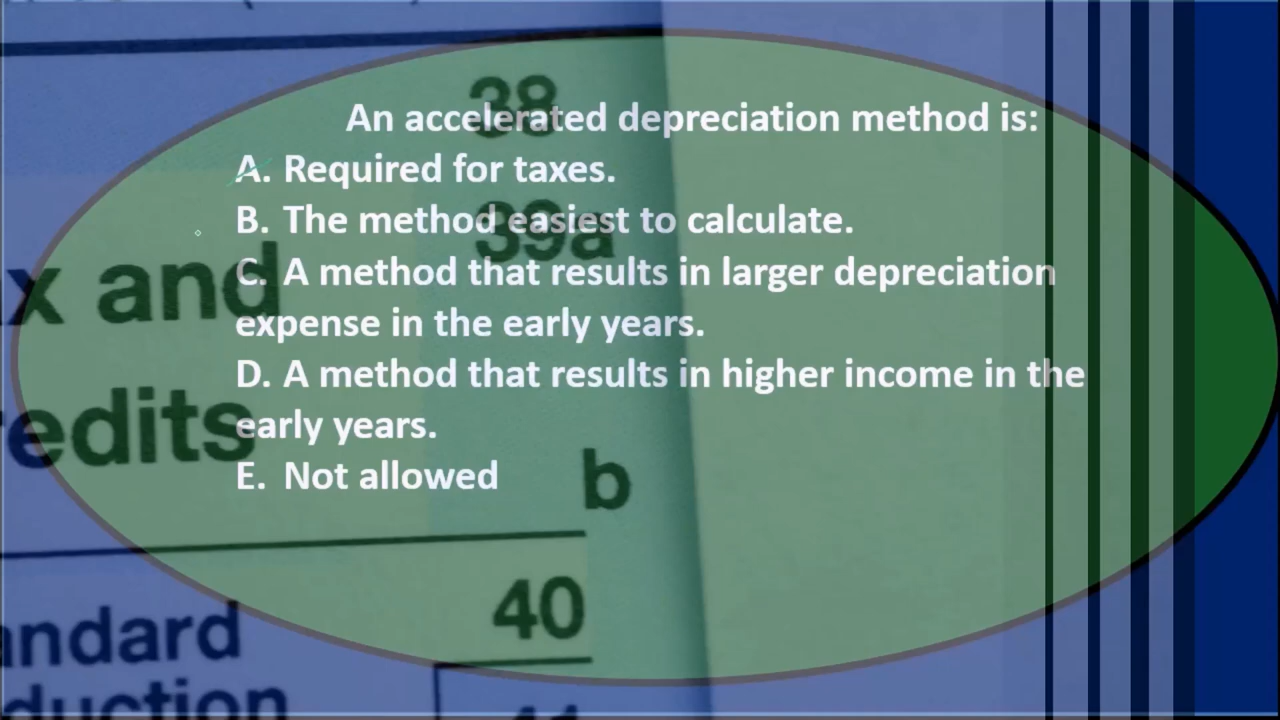 38
An accelerated depreciation method is:
A. Required for taxes.
B. The method easiest to calculate.
39a
x and
C. A method that results in larger depreciation
expense in the early years.
D. A method that results in higher income in the
early years.
edits
E. Not allowed
b
40
andard
duction
41